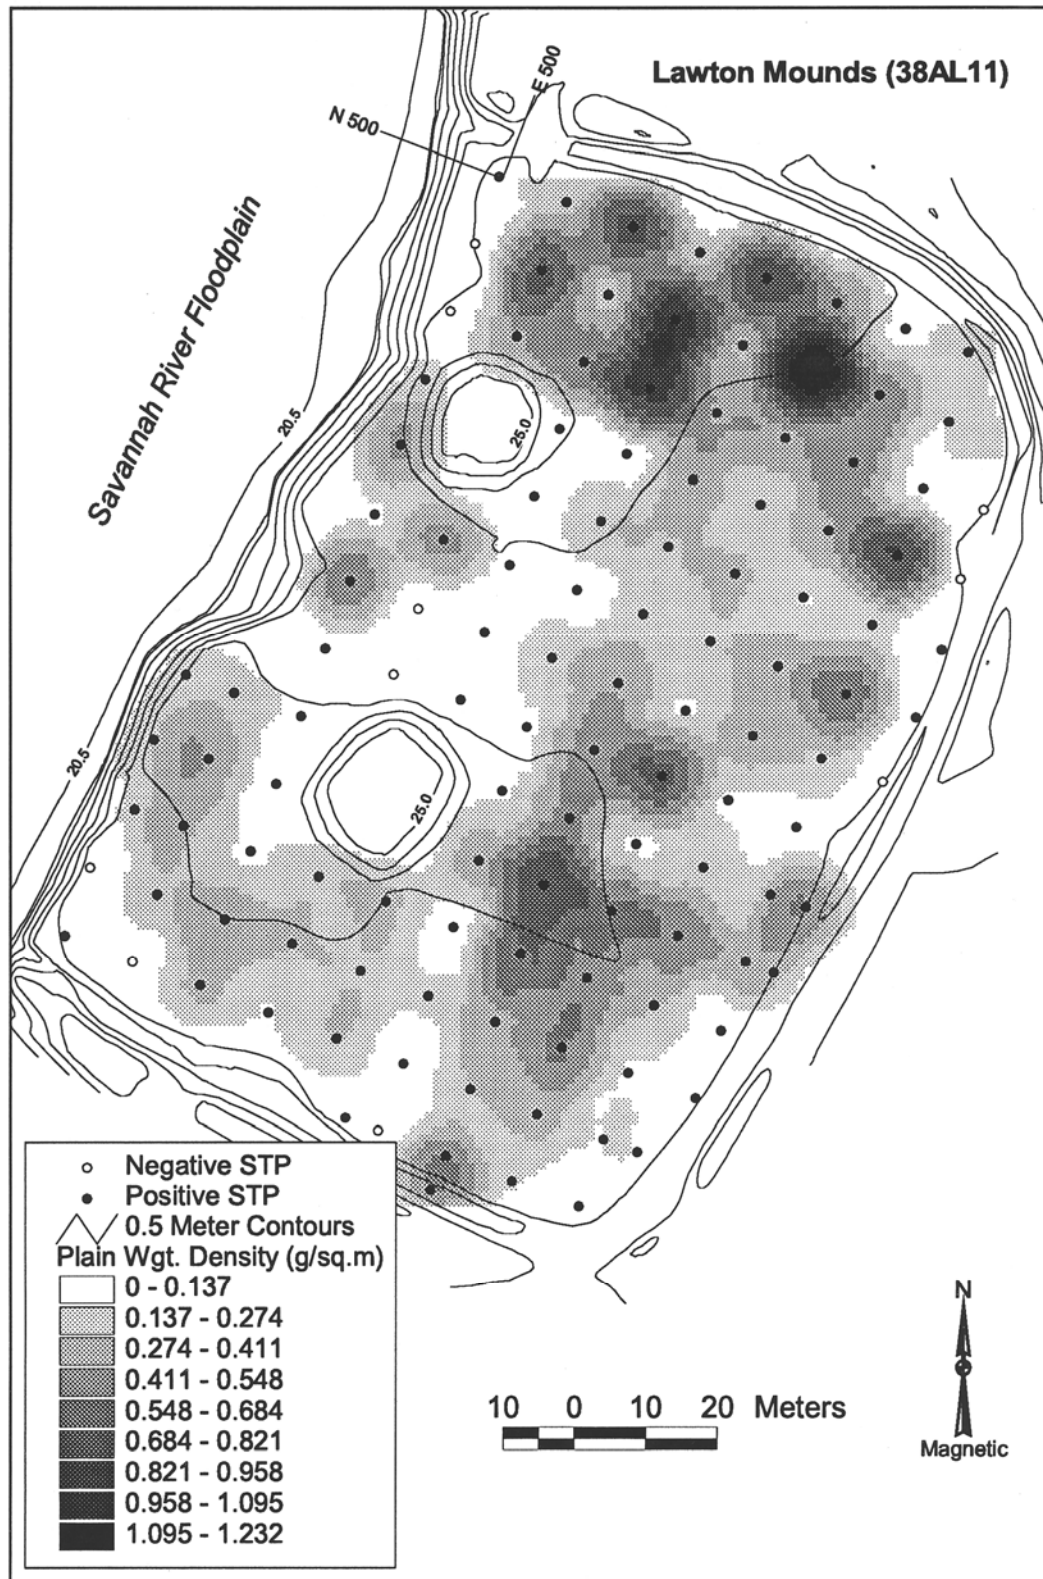 Lawton Mounds (38AL11)
E 500
N 500
Savannah River Floodplain
20.5
25.0
20.5
25.0
Negative STP
Positive STP
0.5 Meter Contours
Plain Wgt. Density (g/sq.m)
0 - 0.137
0.137 - 0.274
0.274 - 0.411
0.411 - 0.548
0.548 - 0.684
0.684 - 0.821
0.821 - 0.958
0.958 - 1.095
1.095 - 1.232
10 0 10 20 Meters
N
Magnetic